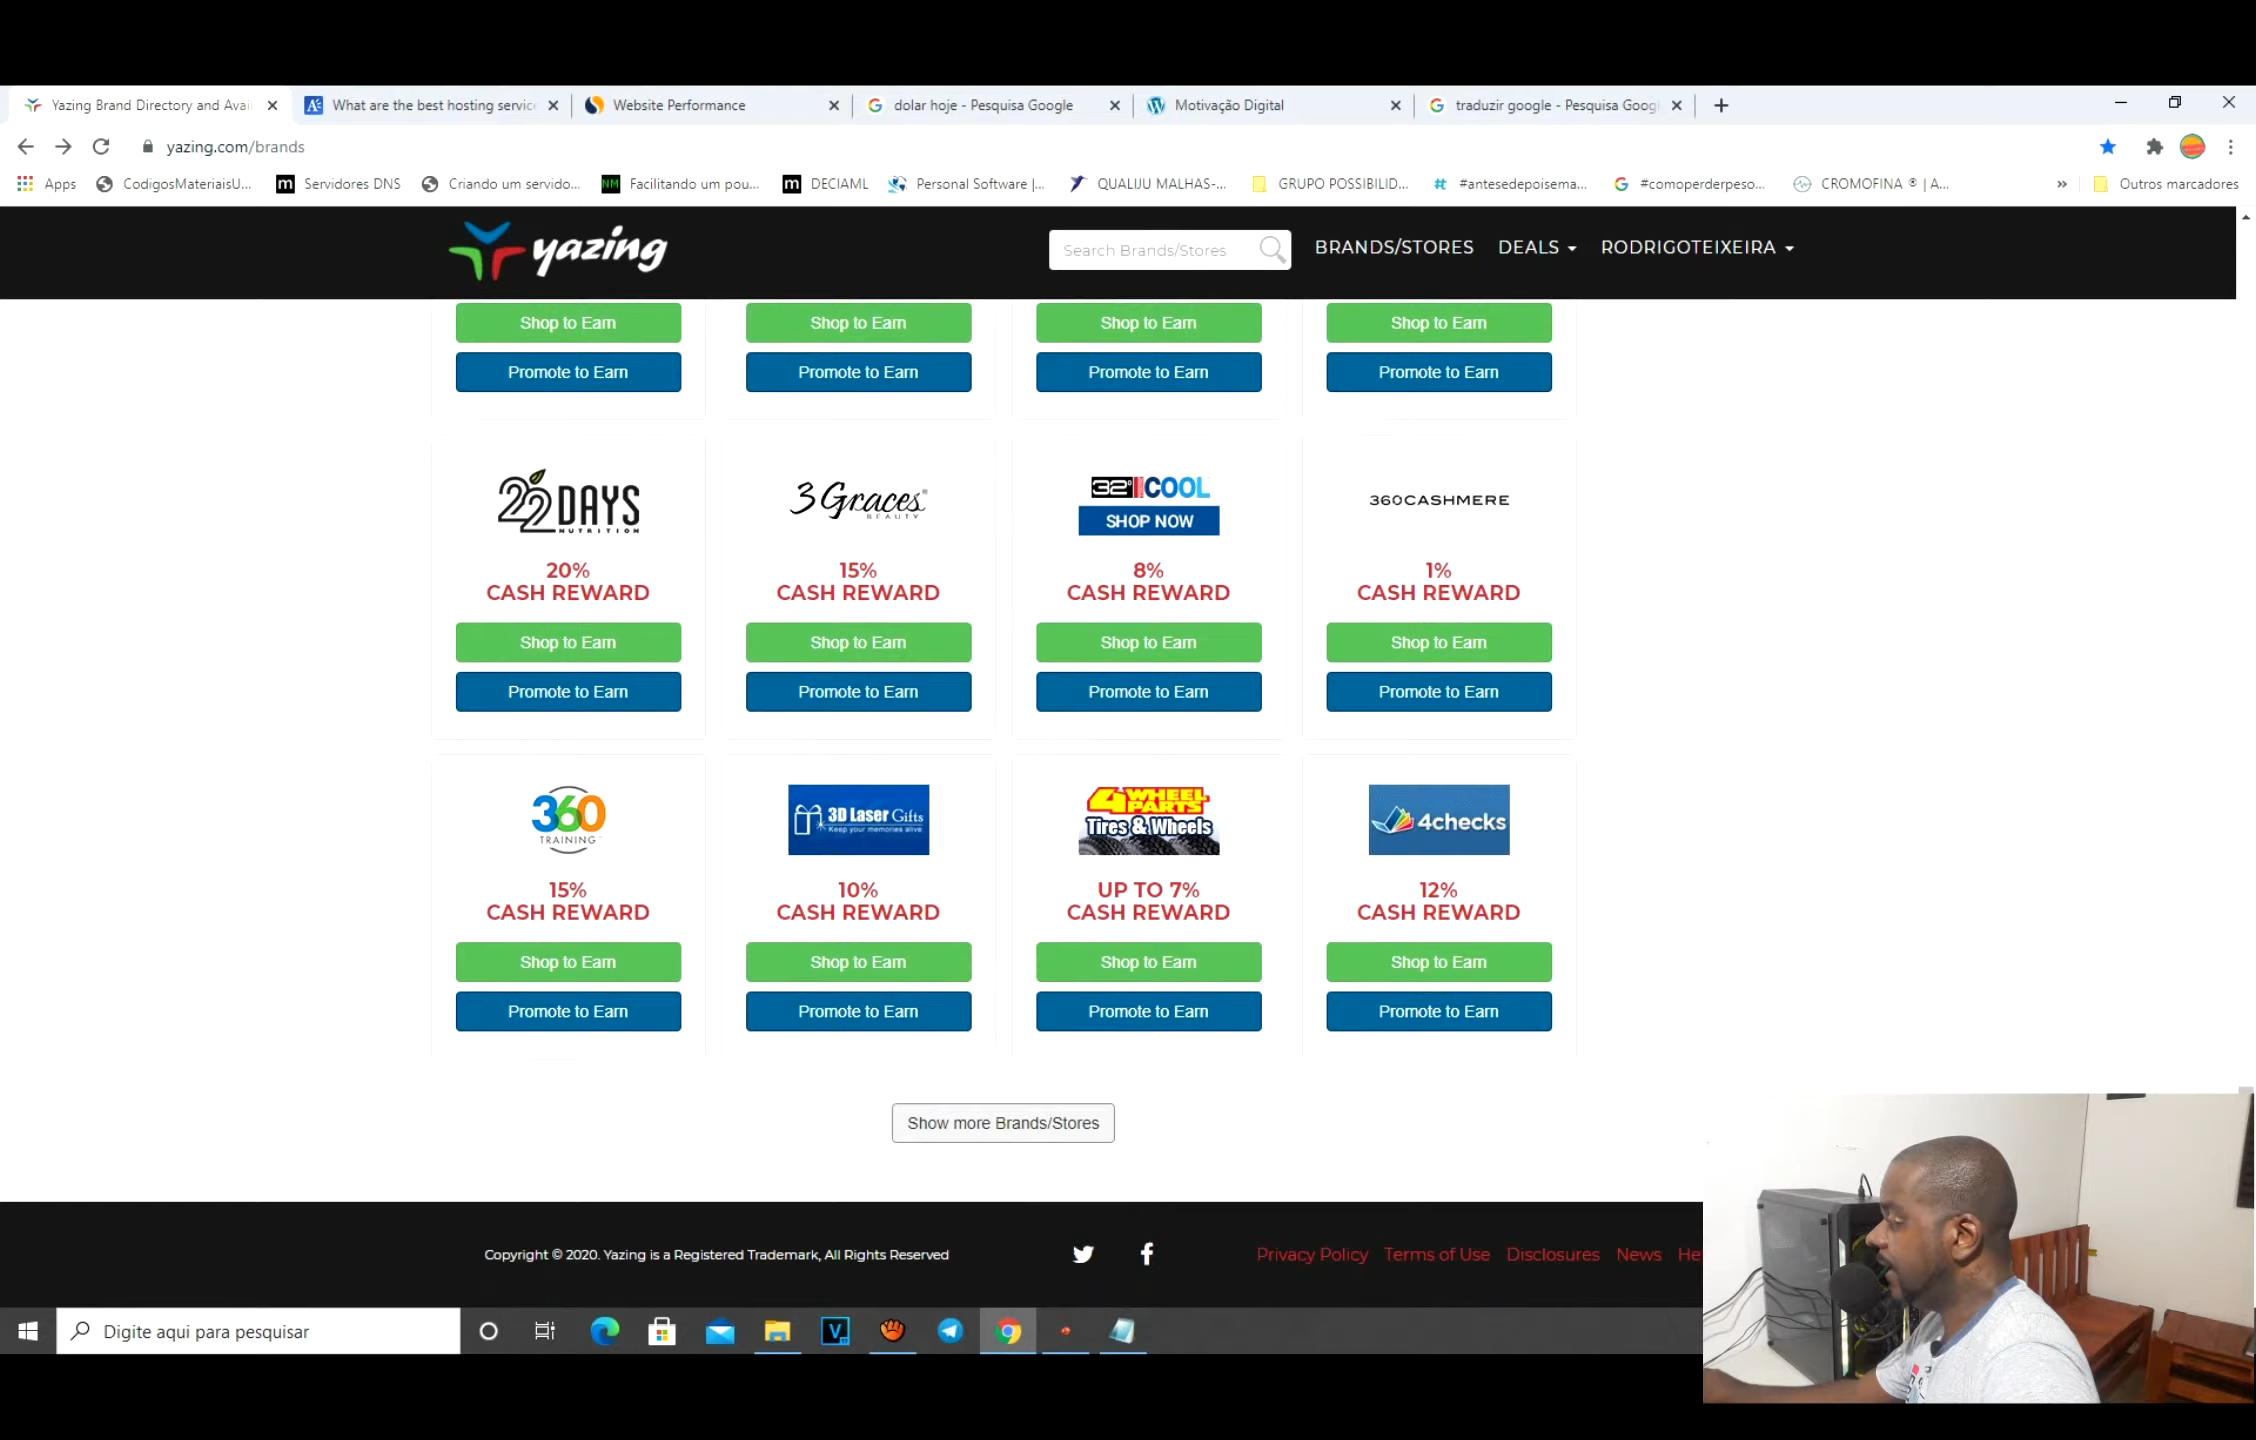 Yazing Brand Directory and Avai
What are the best hosting service
Website Performance
dolar hoje - Pesquisa Google
Motivação Digital
traduzir google - Pesquisa Goog
yazing.com/brands
Apps
CodigosMateriaisU...
m Servidores DNS
Criando um servido...
NM Facilitando um pou...
m DECIAML
Personal Software |...
QUALIJU MALHAS-...
GRUPO POSSIBILID...
#antesedepoisema...
#comoperderpeso...
CROMOFINA ® | A...
»
Outros marcadores
yazing
Search Brands/Stores
BRANDS/STORES
DEALS
RODRIGOTEIXEIRA
Shop to Earn Shop to Earn Shop to Earn Shop to Earn
Promote to Earn Promote to Earn Promote to Earn Promote to Earn
22 DAYS
NUTRITION
3 Graces
BEAUTY
32° COOL
SHOP NOW
360CASHMERE
20% 15% 8% 1%
CASH REWARD CASH REWARD CASH REWARD CASH REWARD
Shop to Earn Shop to Earn Shop to Earn Shop to Earn
Promote to Earn Promote to Earn Promote to Earn Promote to Earn
360
TRAINING
3D Laser Gifts
Keep your memories alive
4 WHEEL
PARTS
Tires & Wheels
4checks
15% 10% UP TO 7% 12%
CASH REWARD CASH REWARD CASH REWARD CASH REWARD
Shop to Earn Shop to Earn Shop to Earn Shop to Earn
Promote to Earn Promote to Earn Promote to Earn Promote to Earn
Show more Brands/Stores
Copyright © 2020. Yazing is a Registered Trademark, All Rights Reserved
Privacy Policy Terms of Use Disclosures News He
Digite aqui para pesquisar